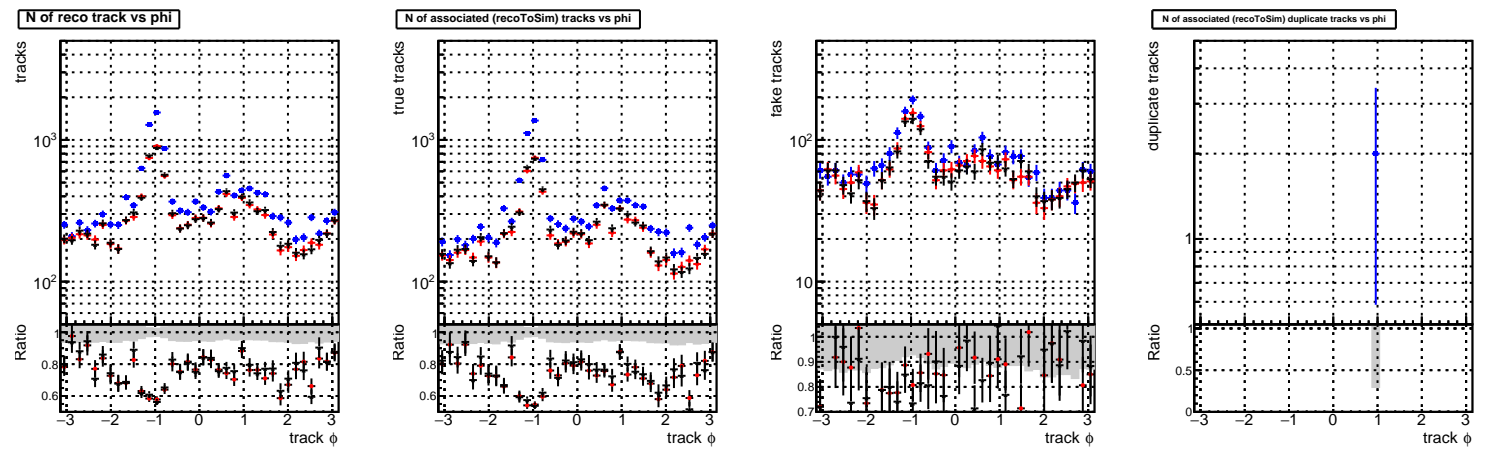 N of reco track vs phi
tracks
10³
10²
Ratio
1
0.8
0.6
−3 −2 −1 0 1 2 3
track ϕ
N of associated (recoToSim) tracks vs phi
true tracks
10³
10²
Ratio
1
0.8
0.6
−3 −2 −1 0 1 2 3
track ϕ
fake tracks
10²
10
Ratio
1
0.9
0.8
0.7
−3 −2 −1 0 1 2 3
track ϕ
N of associated (recoToSim) duplicate tracks vs phi
duplicate tracks
1
Ratio
1
0.5
0
−3 −2 −1 0 1 2 3
track ϕ